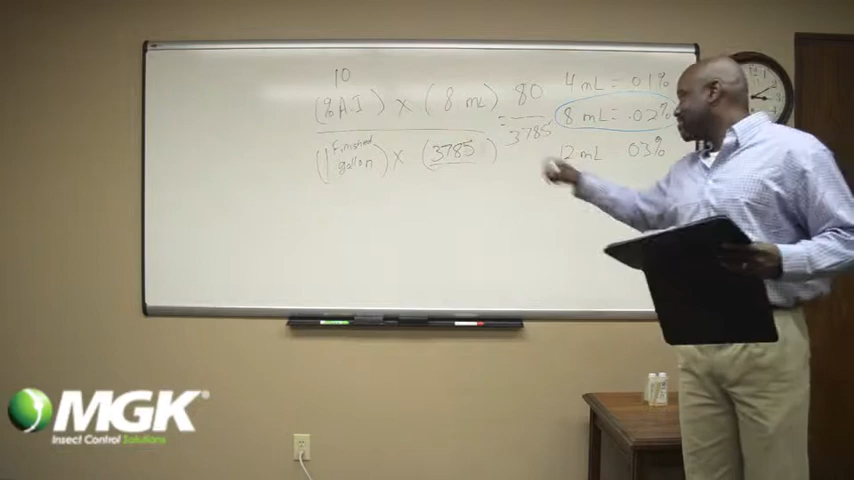 10
(% A.I) x (8 mL) = 80
(1 Finished gallon) x (3785) 3785
4 mL = .01%
8 mL = .02%
12 mL .03%
MGK®
Insect Control Solutions